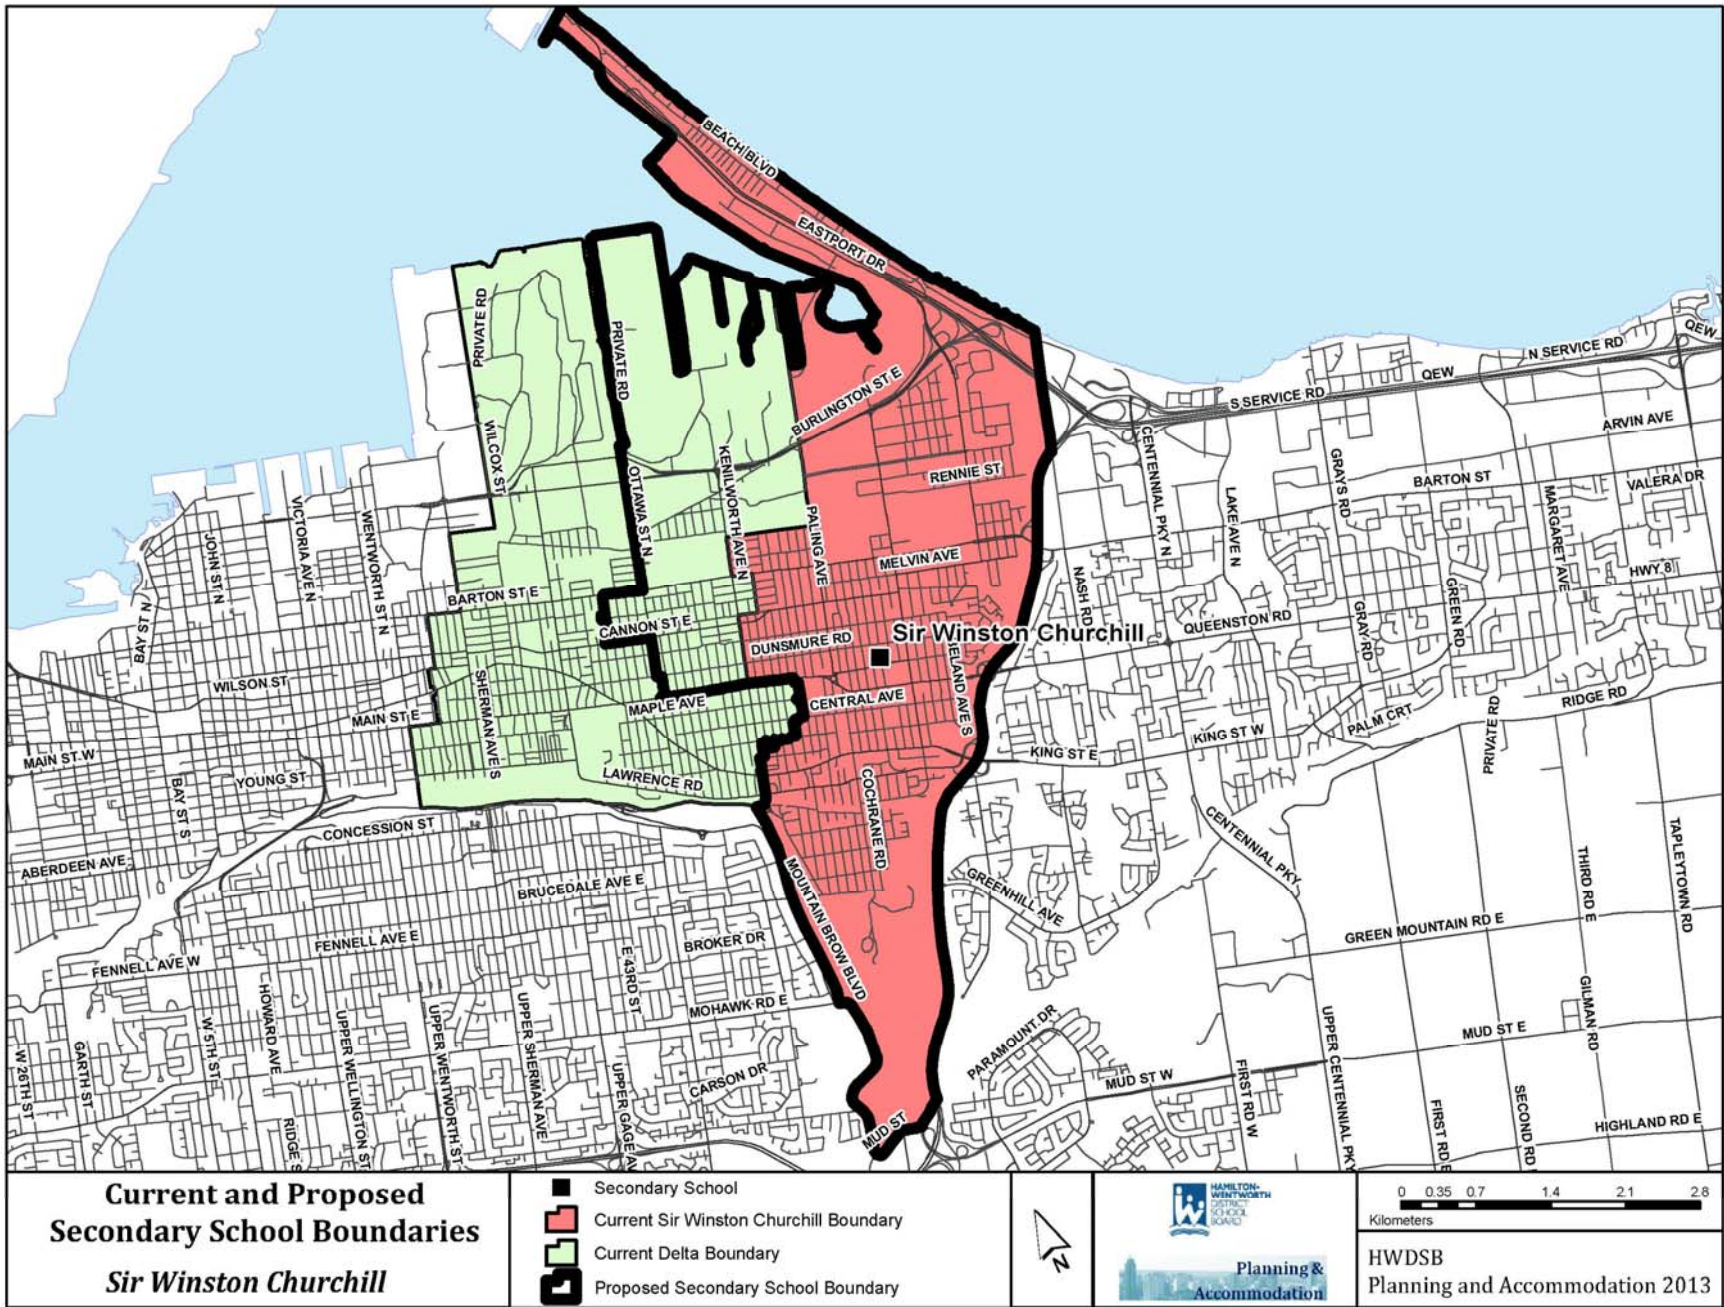 BEACH BLVD
EASTPORT DR
PRIVATE RD
PRIVATE RD
BURLINGTON ST E
N SERVICE RD
QEW
QEW
S SERVICE RD
ARVIN AVE
WILCOX ST
OTTAWA ST N
KENILWORTH AVE N
PALING AVE
RENNIE ST
CENTENNIAL PKY N
LAKE AVE N
GRAYS RD
BARTON ST
MARGARET AVE
VALERA DR
JOHN ST N
VICTORIA AVE N
WENTWORTH ST N
MELVIN AVE
NASH RD
HWY 8
BARTON ST E
CANNON ST E
DUNSMURE RD
Sir Winston Churchill
QUEENSTON RD
GRAY RD
GREEN RD
BAY ST N
WILSON ST
SHERMAN AVE S
MAPLE AVE
CENTRAL AVE
MAIN ST E
MAIN ST W
KING ST E
KING ST W
PALM CRT
PRIVATE RD
RIDGE RD
YOUNG ST
BAY ST S
LAWRENCE RD
COCHRANE RD
CONCESSION ST
CENTENNIAL PKY
ABERDEEN AVE
BRUCEDALE AVE E
MOUNTAIN BROW BLVD
GREENHILL AVE
THIRD RD E
TAPLEYTOWN RD
GREEN MOUNTAIN RD E
FENNELL AVE E
FENNELL AVE W
E 43RD ST
BROKER DR
MOHAWK RD E
HOWARD AVE
W 5TH ST
UPPER WELLINGTON ST
UPPER WENTWORTH ST
UPPER SHERMAN AVE
UPPER GAGE AV
CARSON DR
PARAMOUNT DR
MUD ST W
MUD ST E
MUD ST
GILMAN RD
UPPER CENTENNIAL PKY
FIRST RD W
FIRST RD E
SECOND RD
HIGHLAND RD E
W 26TH ST
GARTH ST
RIDGE S
Current and Proposed
Secondary School Boundaries
Sir Winston Churchill
Secondary School
Current Sir Winston Churchill Boundary
Current Delta Boundary
Proposed Secondary School Boundary
N
HAMILTON-
WENTWORTH
DISTRICT
SCHOOL
BOARD
Planning &
Accommodation
0 0.35 0.7 1.4 2.1 2.8
Kilometers
HWDSB
Planning and Accommodation 2013